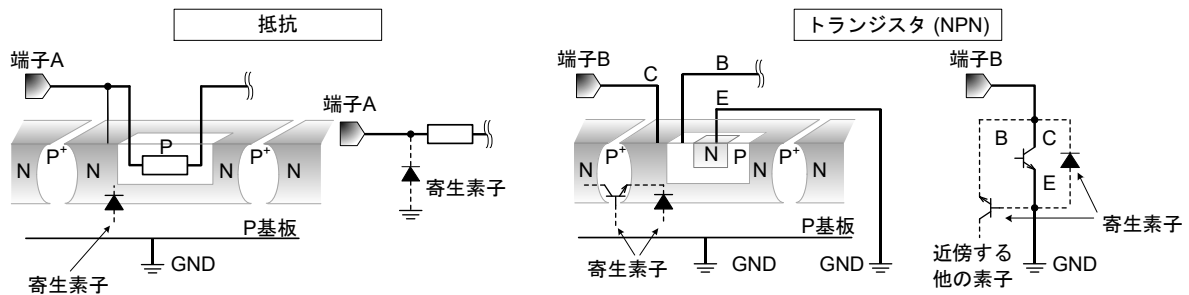 抵抗
トランジスタ (NPN)
端子A
N
P+
N
P
N
P+
N
寄生素子
P基板
GND
端子A
寄生素子
端子B
C
B
E
N
P+
N
N
P
N
P+
N
P基板
寄生素子
GND
GND
端子B
B
C
E
寄生素子
近傍する
他の素子
GND